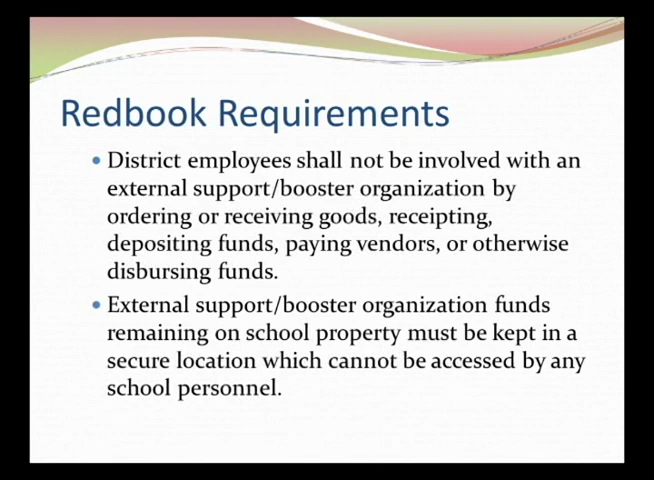 Redbook Requirements
• District employees shall not be involved with an
external support/booster organization by
ordering or receiving goods, receipting,
depositing funds, paying vendors, or otherwise
disbursing funds.
• External support/booster organization funds
remaining on school property must be kept in a
secure location which cannot be accessed by any
school personnel.